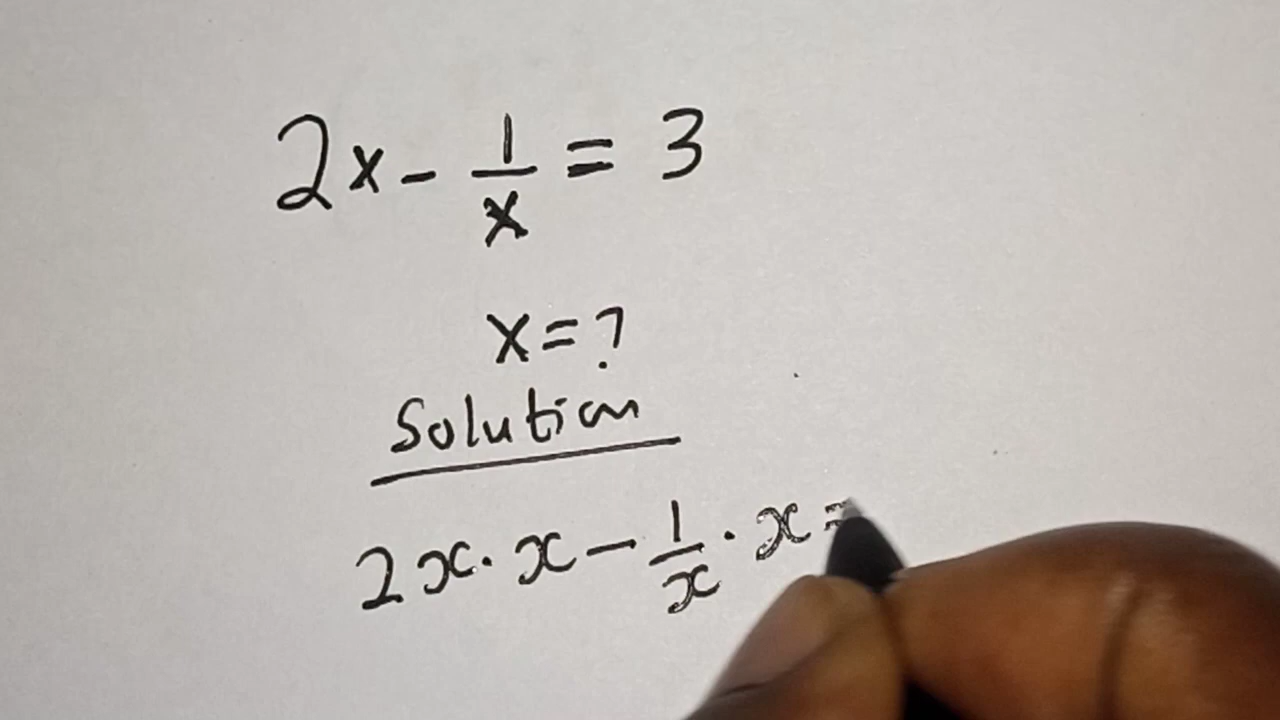 2x - 1/x = 3
x = ?
Solution
2x · x - 1/x · x =